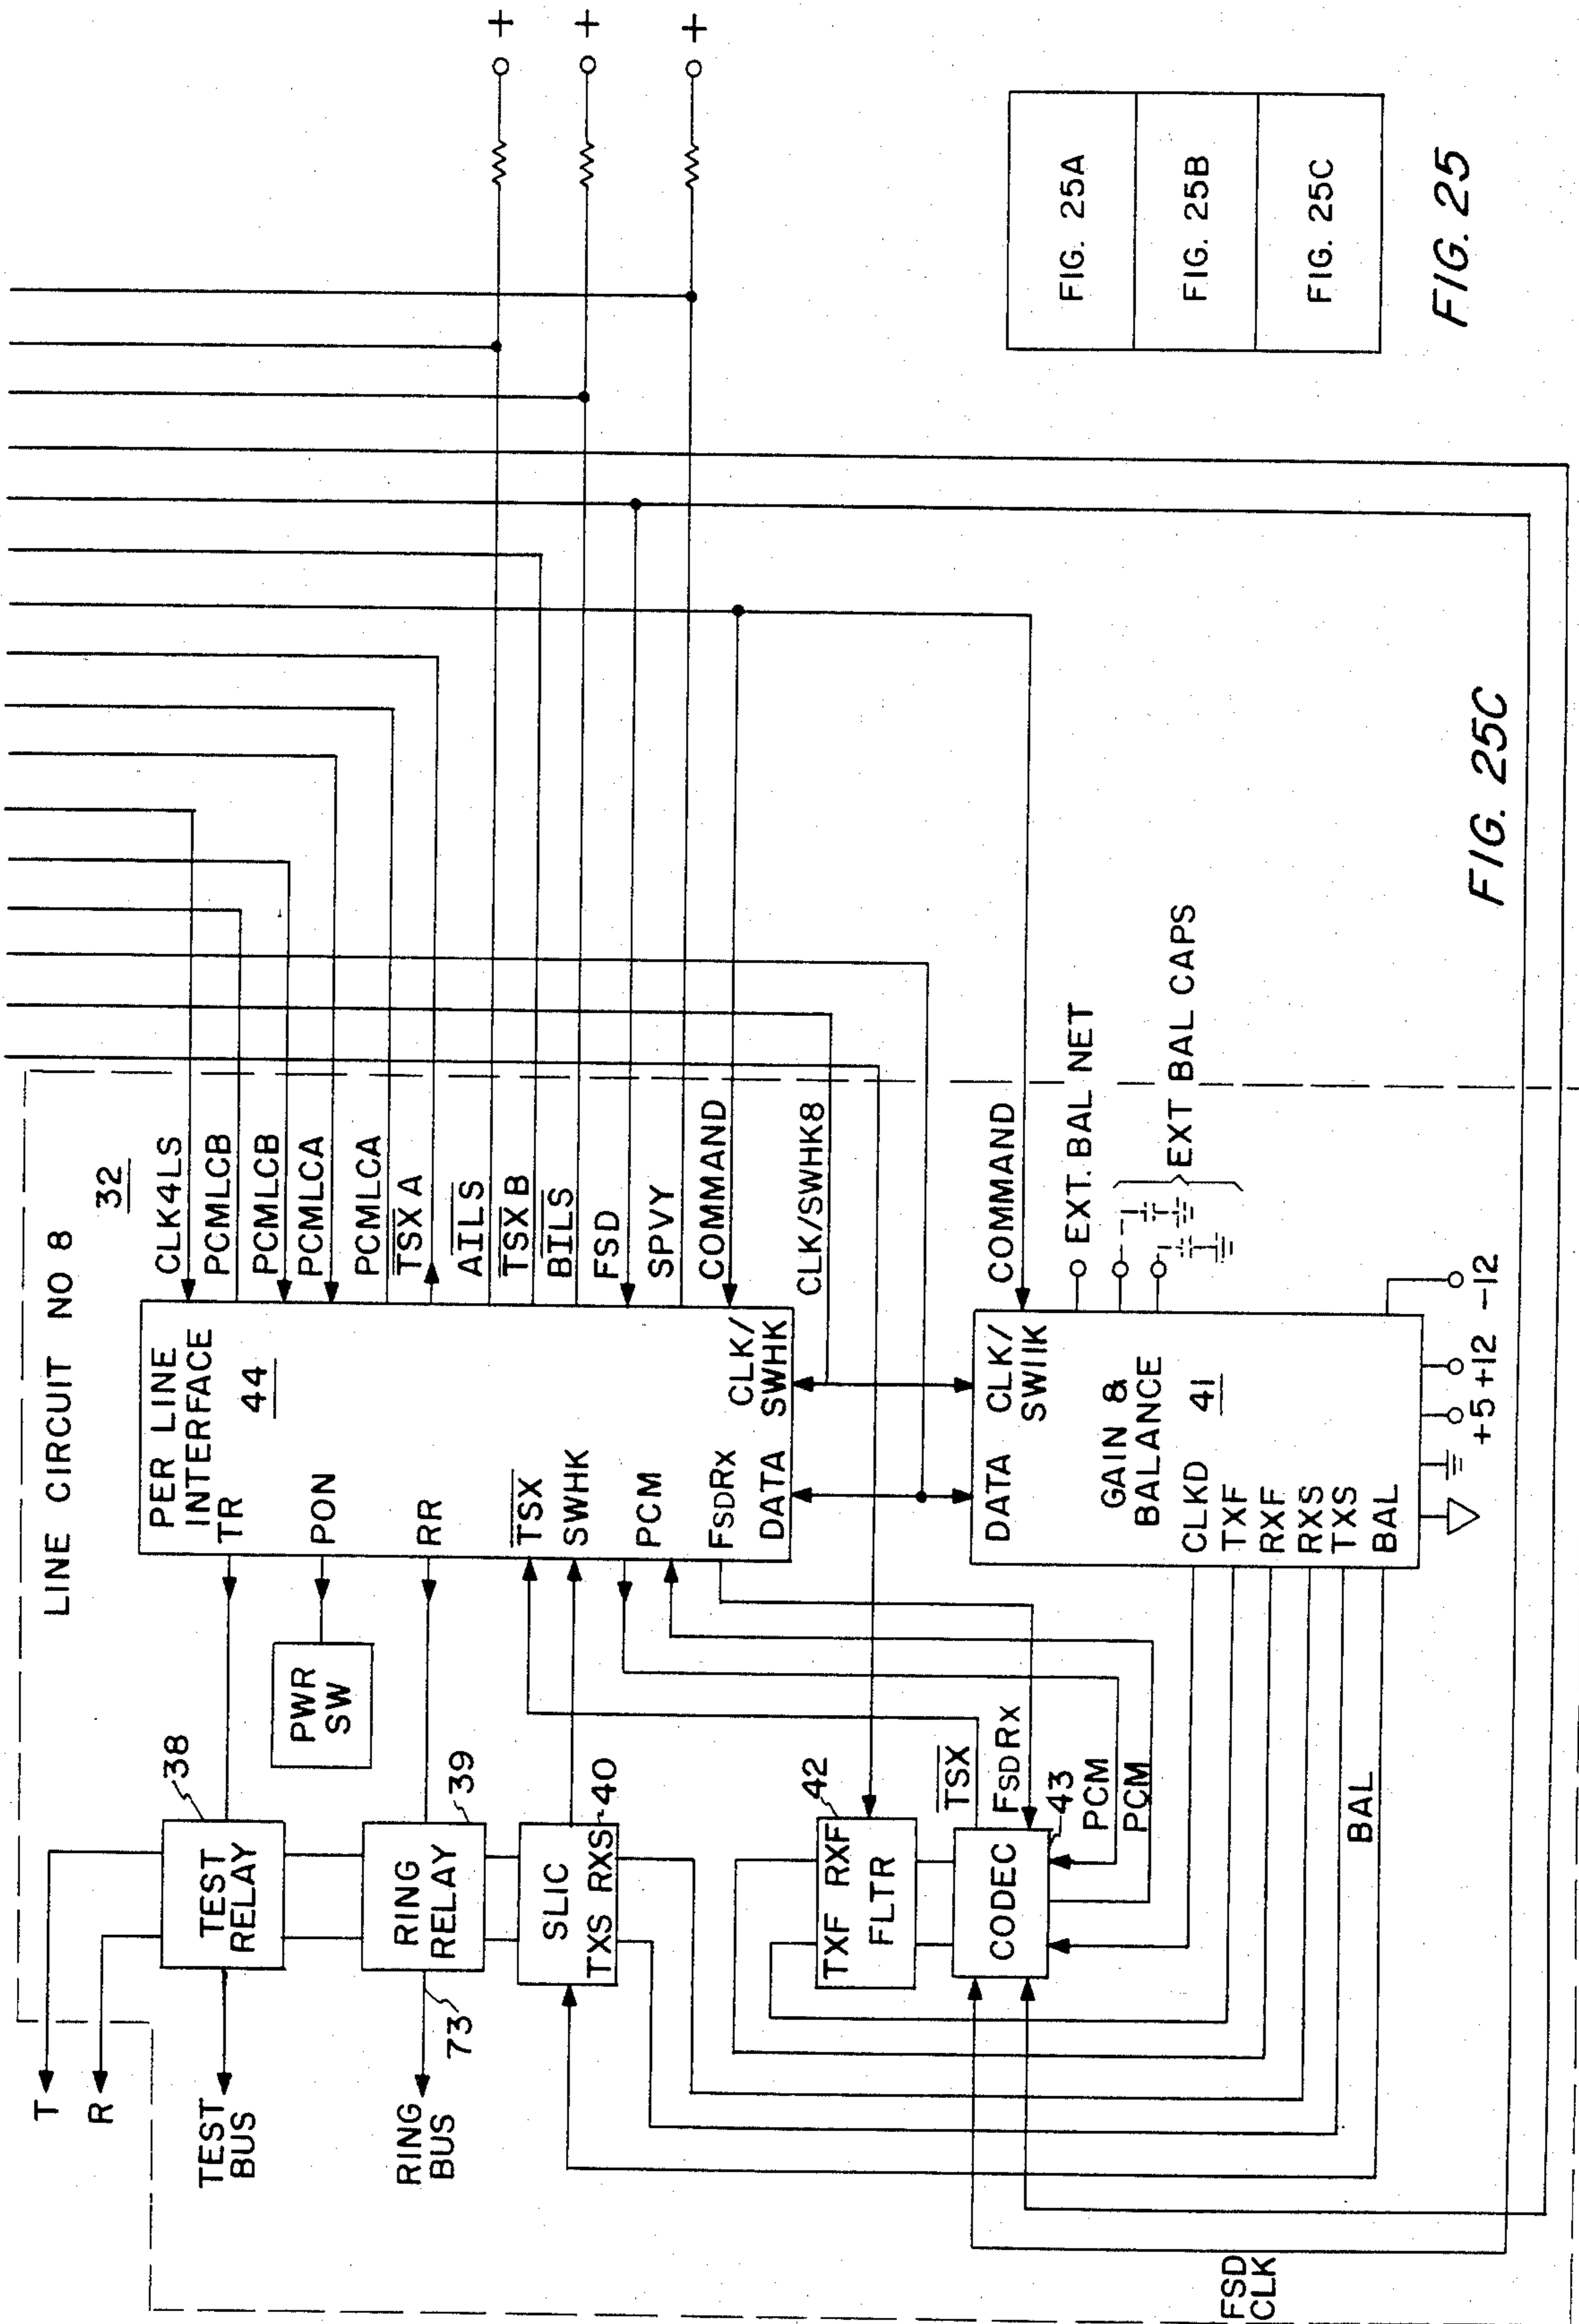 LINE CIRCUIT NO 8
32
T
R
TEST
BUS
RING
BUS
73
38
TEST
RELAY
39
RING
RELAY
PWR
SW
40
SLIC
TXS RXS
PER LINE
INTERFACE
44
TR
PON
RR
TSX
SWHK
PCM
FSDRX
DATA
CLK/
SWHK
CLK4LS
PCMLCB
PCMLCB
PCMLCA
PCMLCA
TSX A
AILS
TSX B
BILS
FSD
SPVY
COMMAND
CLK/SWHK8
+
+
+
42
TXF RXF
FLTR
TSX
FSDRX
43
CODEC
PCM
PCM
COMMAND
EXT. BAL NET
EXT BAL CAPS
DATA
CLK/
SWIIK
GAIN &
BALANCE
41
CLKD
TXF
RXF
RXS
TXS
BAL
+5
+12
-12
BAL
FSD
CLK
FIG. 25C
FIG. 25A
FIG. 25B
FIG. 25C
FIG. 25